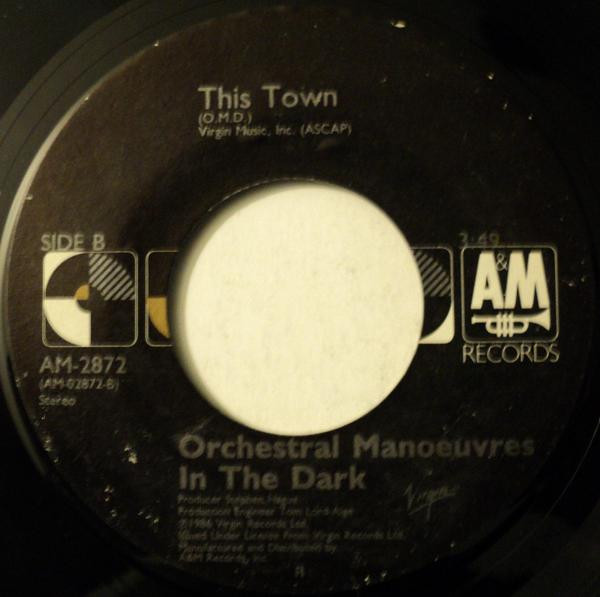 This Town
(O.M.D.)
Virgin Music, Inc. (ASCAP)
SIDE B
3:49
A&M
RECORDS
AM-2872
(AM-02872-B)
Stereo
Orchestral Manoeuvres
In The Dark
Producer Stephen Hague
Production Engineer Tom Lord-Alge
℗1986 Virgin Records Ltd.
Used Under License From Virgin Records Ltd.
Manufactured and Distributed by
A&M Records, Inc.
Virgin